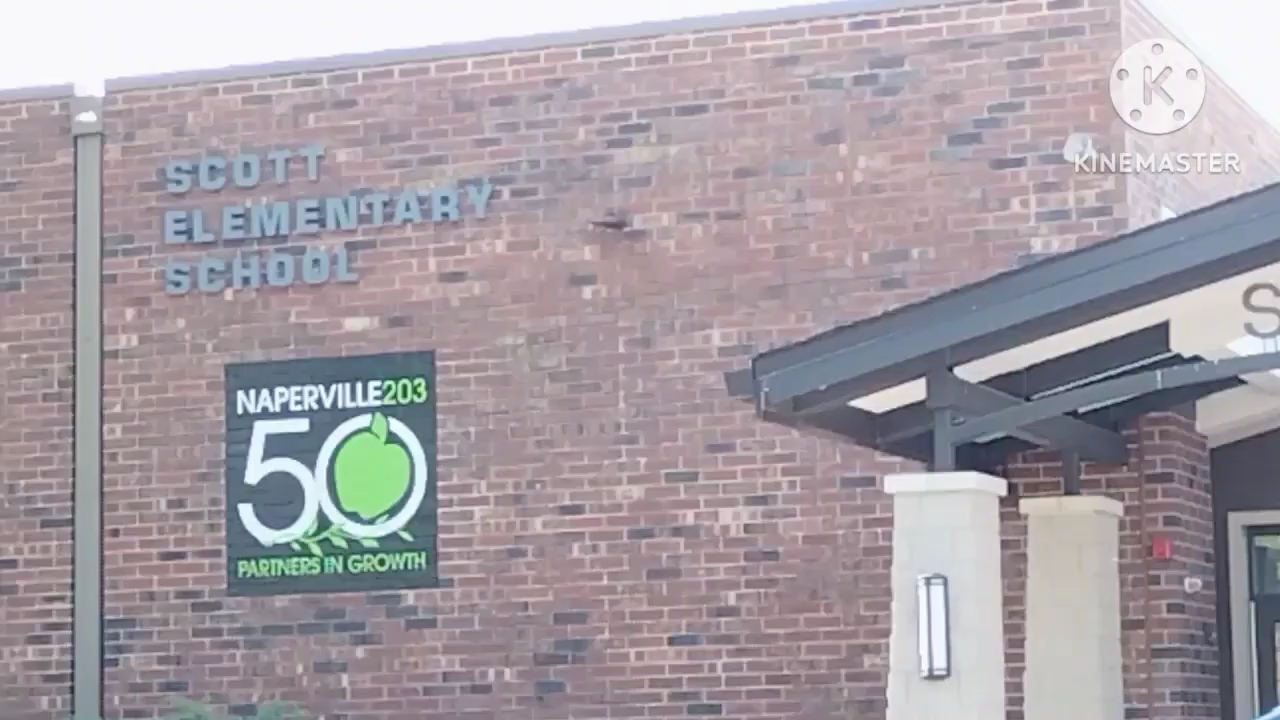 SCOTT
ELEMENTARY
SCHOOL
NAPERVILLE203
50
PARTNERS IN GROWTH
K
KINEMASTER
S